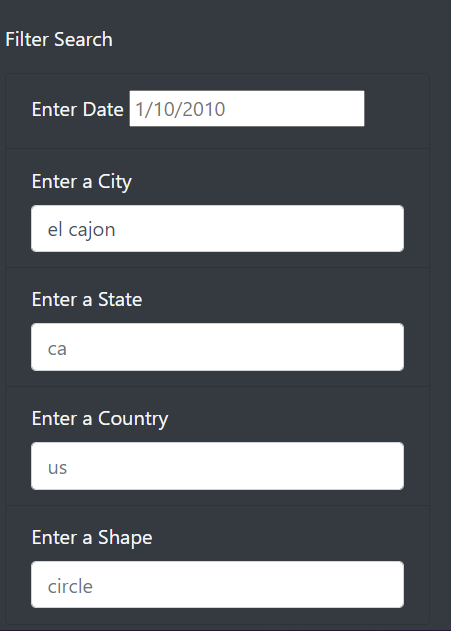 Filter Search
Enter Date 1/10/2010
Enter a City
el cajon
Enter a State
ca
Enter a Country
us
Enter a Shape
circle